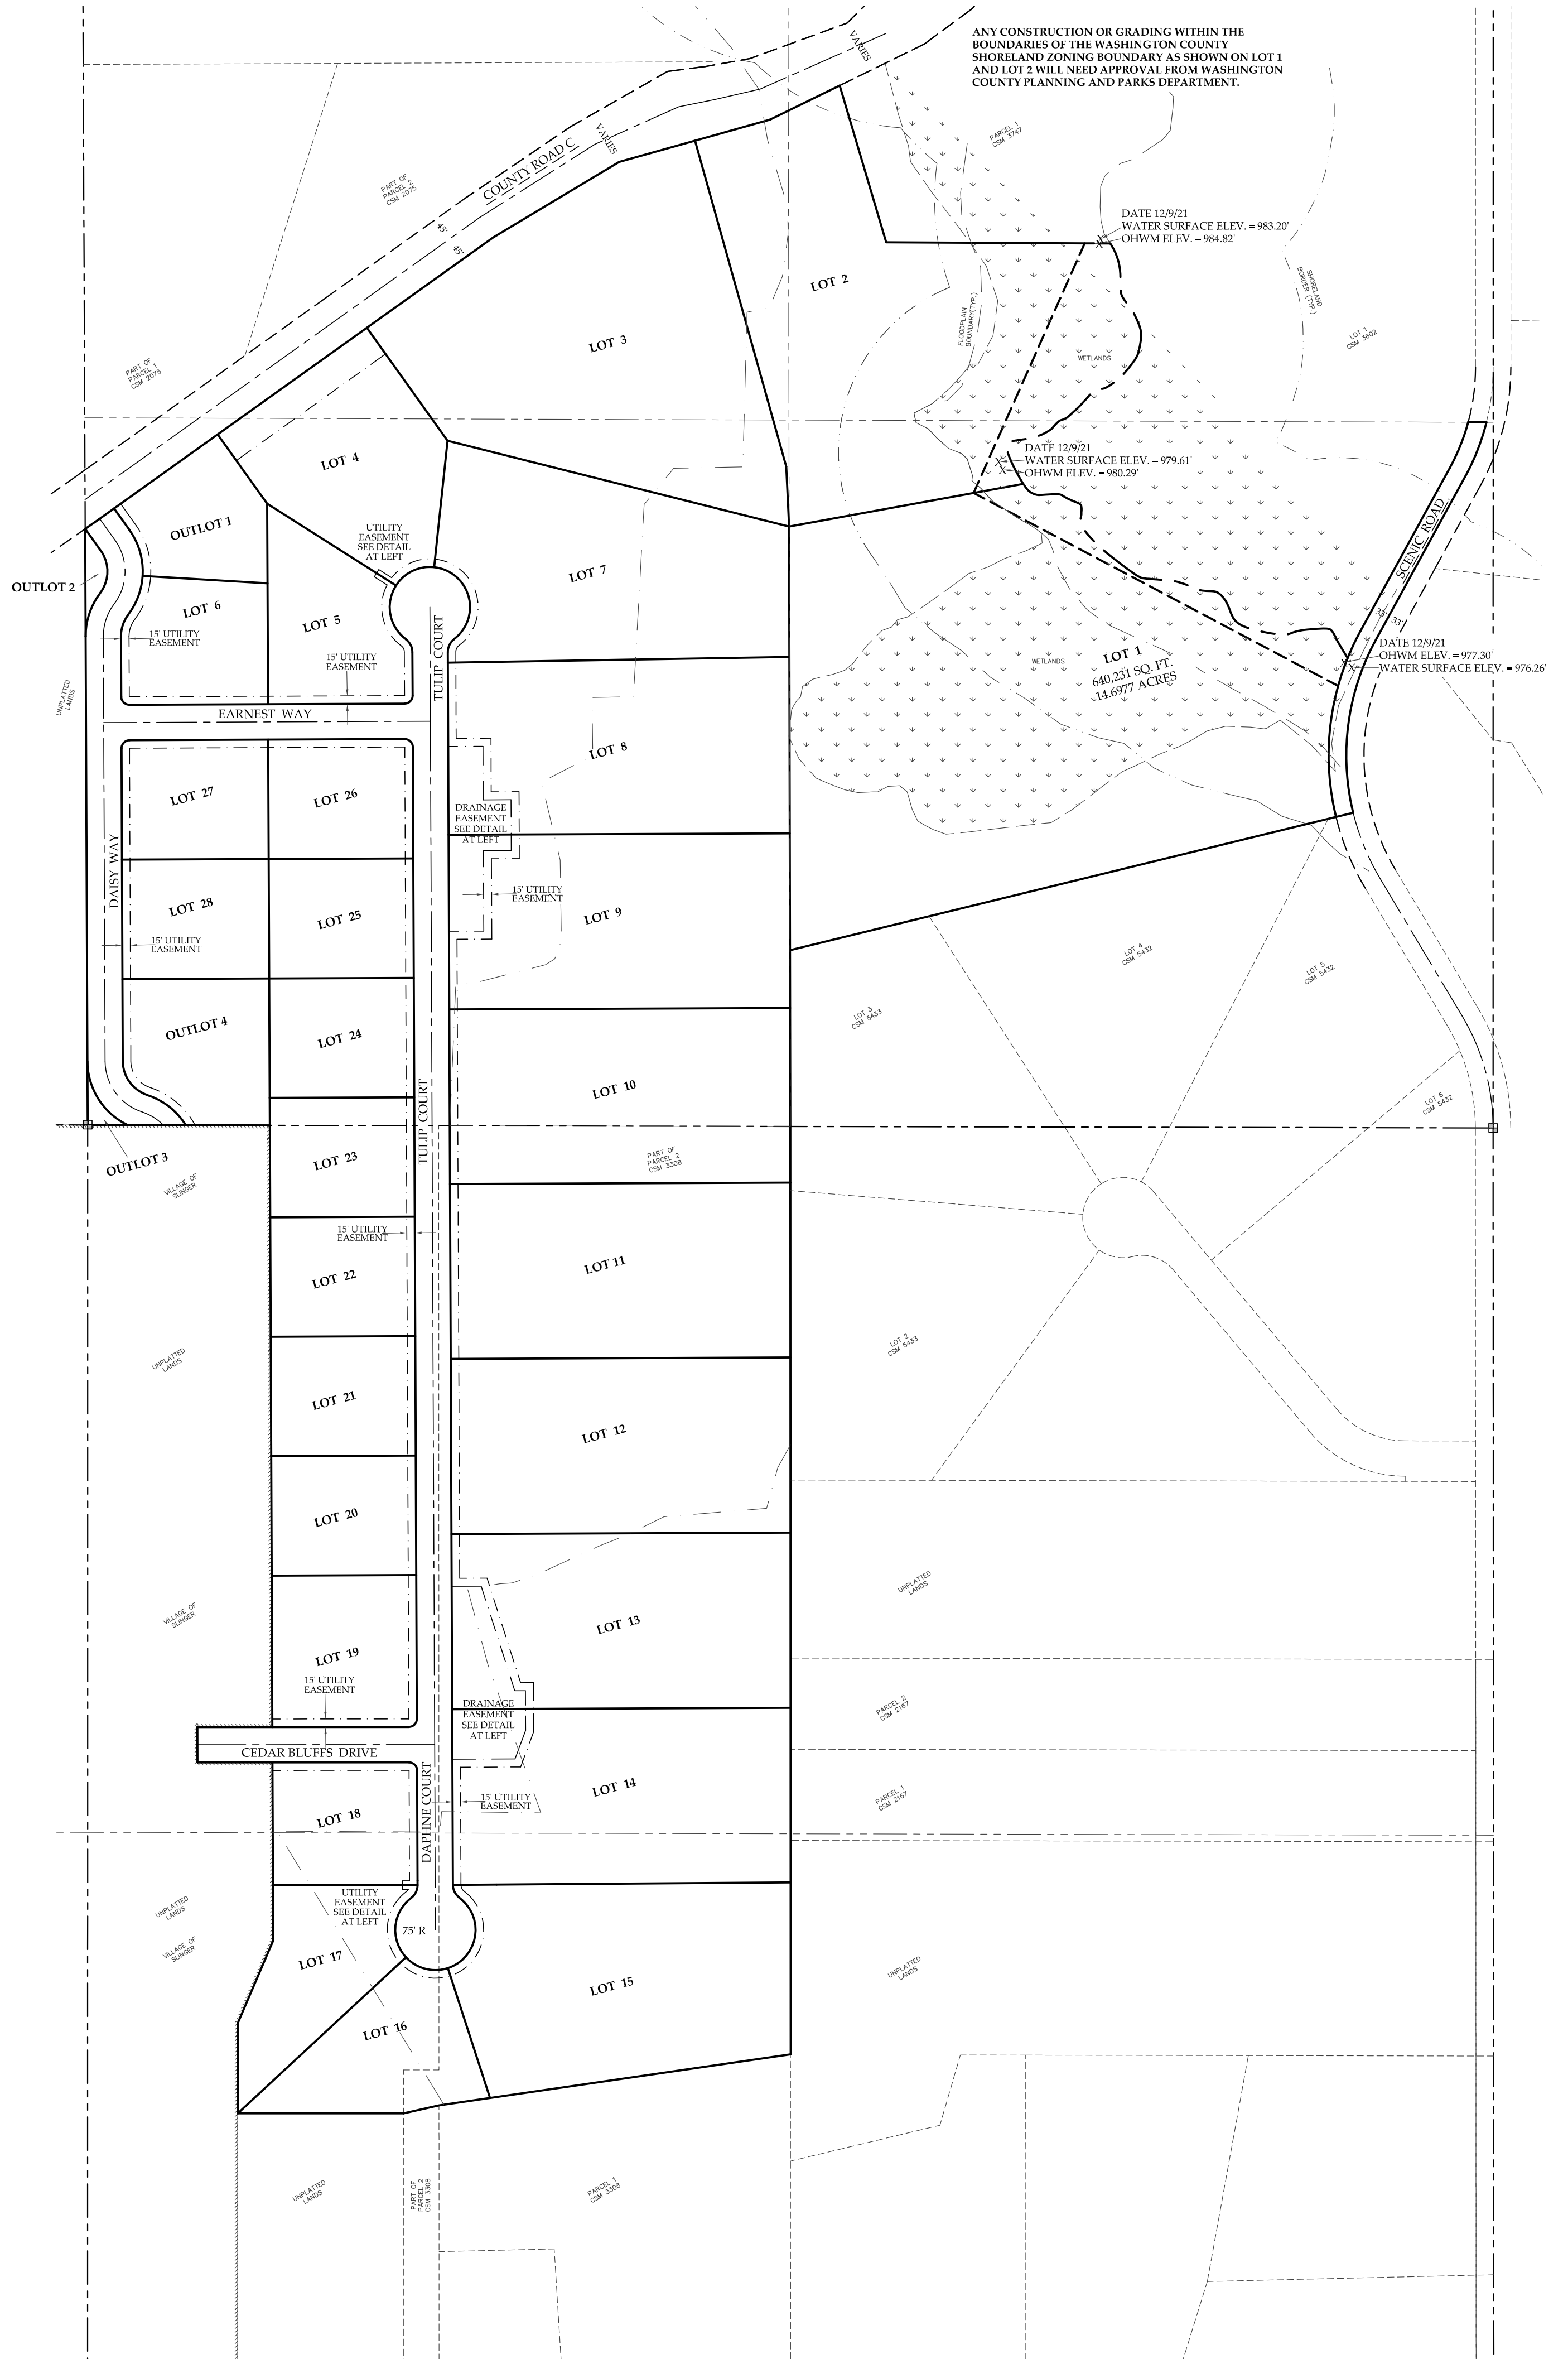 ANY CONSTRUCTION OR GRADING WITHIN THE
BOUNDARIES OF THE WASHINGTON COUNTY
SHORELAND ZONING BOUNDARY AS SHOWN ON LOT 1
AND LOT 2 WILL NEED APPROVAL FROM WASHINGTON
COUNTY PLANNING AND PARKS DEPARTMENT.
VARIES
VARIES
COUNTY ROAD C
45'
45'
PARCEL 1
CSM 3747
PART OF
PARCEL 2
CSM 2075
DATE 12/9/21
WATER SURFACE ELEV. = 983.20'
OHWM ELEV. = 984.82'
LOT 2
SHORELAND
BORDER (TYP.)
FLOODPLAIN
BOUNDARY(TYP.)
LOT 3
LOT 1
CSM 3602
WETLANDS
PART OF
PARCEL 1
CSM 2075
LOT 4
DATE 12/9/21
WATER SURFACE ELEV. = 979.61'
OHWM ELEV. = 980.29'
OUTLOT 1
UTILITY
EASEMENT
SEE DETAIL
AT LEFT
SCENIC ROAD
33'
33'
LOT 7
OUTLOT 2
LOT 6
LOT 5
15' UTILITY
EASEMENT
15' UTILITY
EASEMENT
TULIP COURT
DATE 12/9/21
OHWM ELEV. = 977.30'
WATER SURFACE ELEV. = 976.26'
WETLANDS
LOT 1
640,231 SQ. FT.
14.6977 ACRES
UNPLATTED
LANDS
EARNEST WAY
LOT 8
LOT 27
LOT 26
DRAINAGE
EASEMENT
SEE DETAIL
AT LEFT
DAISY WAY
15' UTILITY
EASEMENT
LOT 28
LOT 25
LOT 9
15' UTILITY
EASEMENT
LOT 4
CSM 5432
LOT 5
CSM 5432
LOT 3
CSM 5433
OUTLOT 4
LOT 24
LOT 10
LOT 6
CSM 5432
TULIP COURT
OUTLOT 3
LOT 23
PART OF
PARCEL 2
CSM 3308
VILLAGE OF
SLINGER
15' UTILITY
EASEMENT
LOT 22
LOT 11
UNPLATTED
LANDS
LOT 2
CSM 5433
LOT 21
LOT 12
LOT 20
UNPLATTED
LANDS
VILLAGE OF
SLINGER
LOT 13
LOT 19
15' UTILITY
EASEMENT
DRAINAGE
EASEMENT
SEE DETAIL
AT LEFT
PARCEL 2
CSM 2167
CEDAR BLUFFS DRIVE
LOT 14
PARCEL 1
CSM 2167
15' UTILITY
EASEMENT
LOT 18
DAPHNE COURT
UTILITY
EASEMENT
SEE DETAIL
AT LEFT
UNPLATTED
LANDS
75' R
VILLAGE OF
SLINGER
LOT 17
LOT 15
UNPLATTED
LANDS
LOT 16
UNPLATTED
LANDS
PART OF
PARCEL 2
CSM 3308
PARCEL 1
CSM 3308